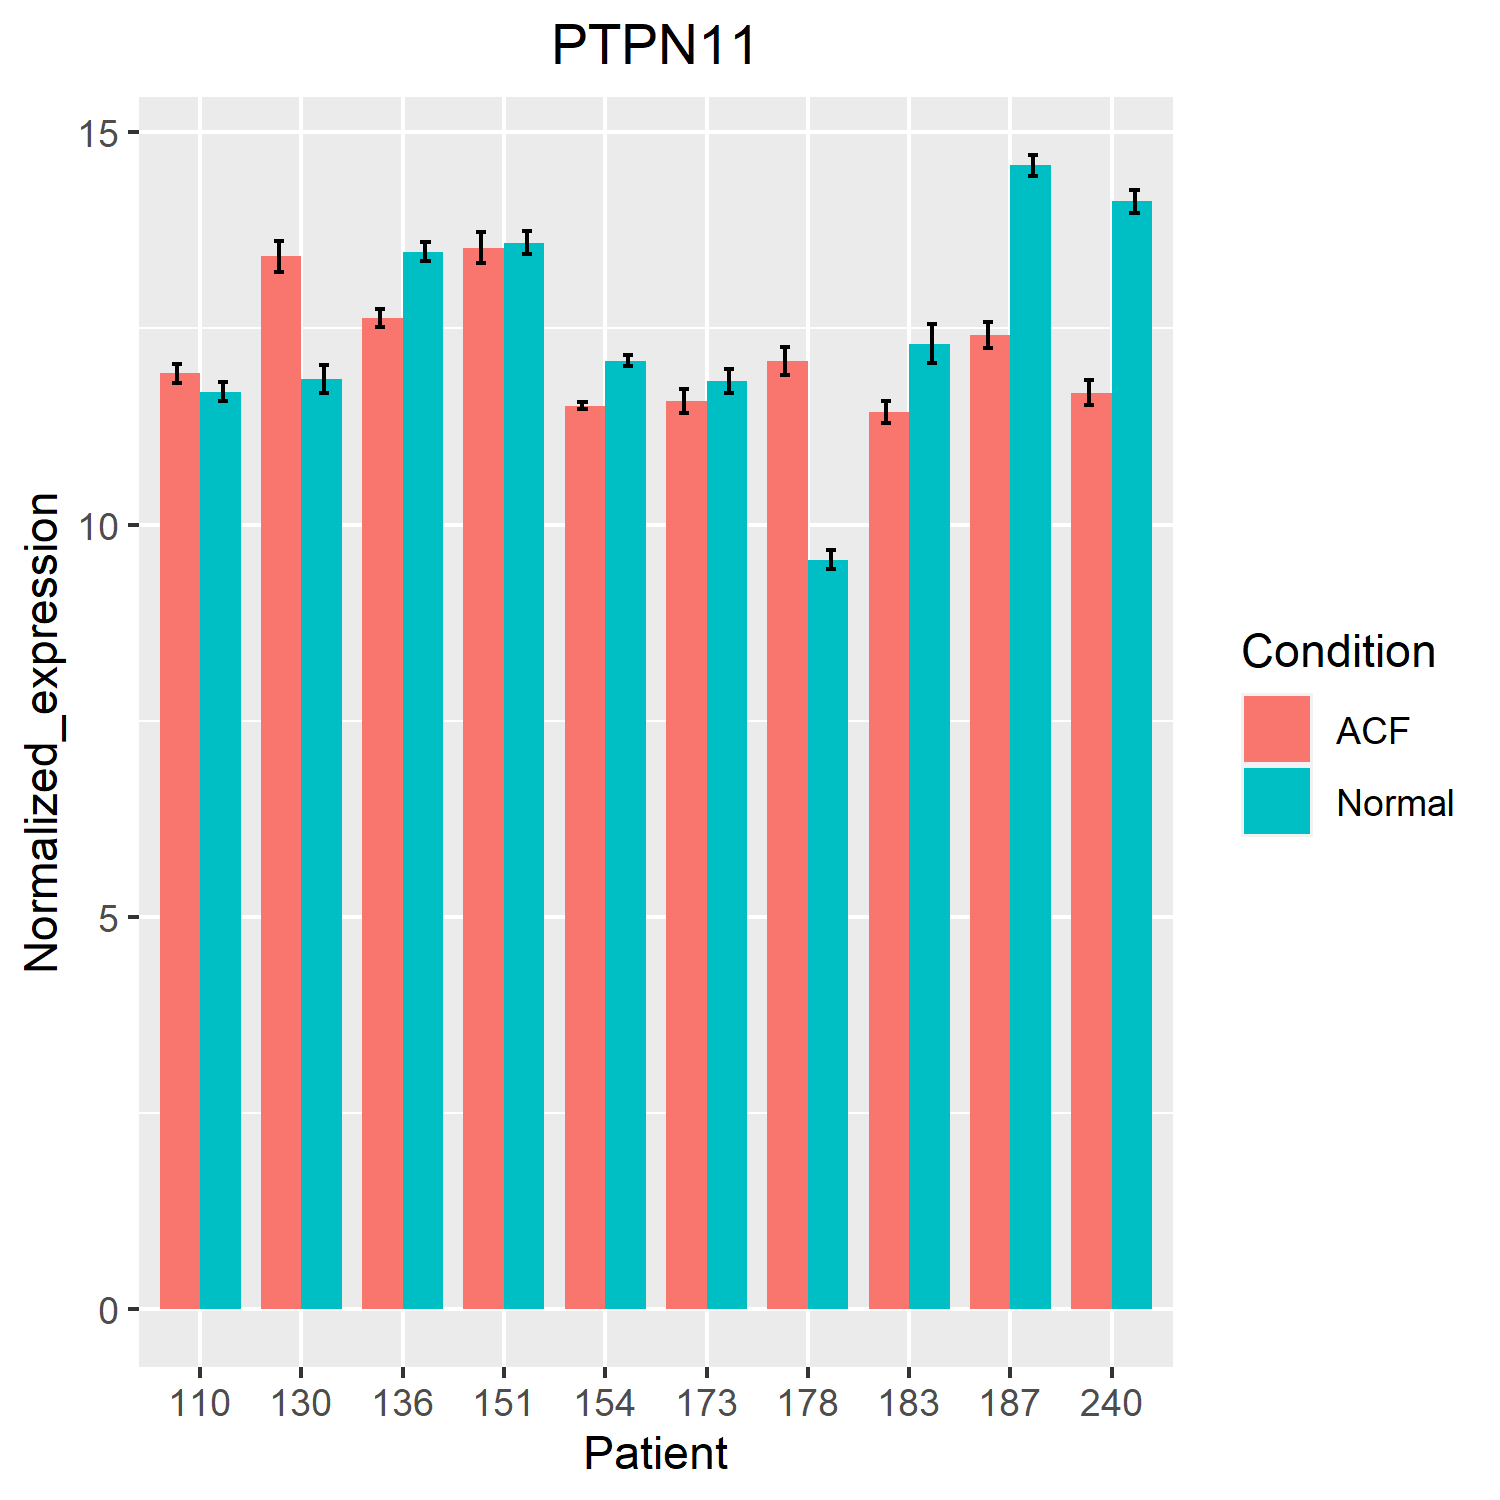 PTPN11
15
10
5
0
Normalized_expression
110 130 136 151 154 173 178 183 187 240
Patient
Condition
ACF
Normal